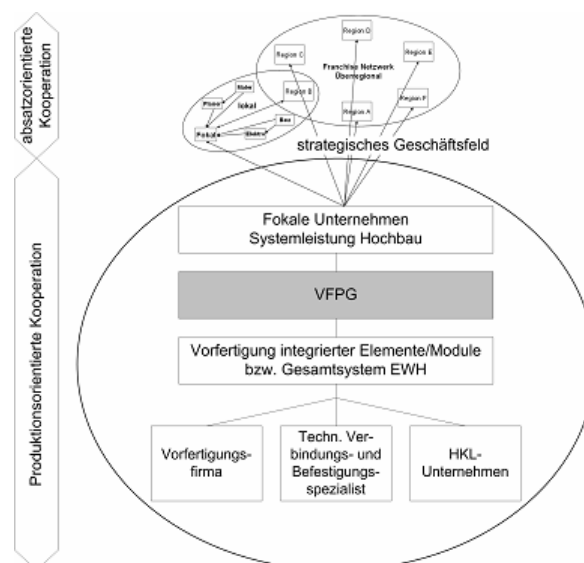 absatzorientierte
Kooperation
Produktionsorientierte Kooperation
Region D
Region C
Region E
Franchise Netzwerk
Überregional
Region B
Region F
Region A
lokal
Maler
Planer
Fokale
Bau
Elektro
strategisches Geschäftsfeld
Fokale Unternehmen
Systemleistung Hochbau
VFPG
Vorfertigung integrierter Elemente/Module
bzw. Gesamtsystem EWH
Vorfertigungs-
firma
Techn. Ver-
bindungs- und
Befestigungs-
spezialist
HKL-
Unternehmen